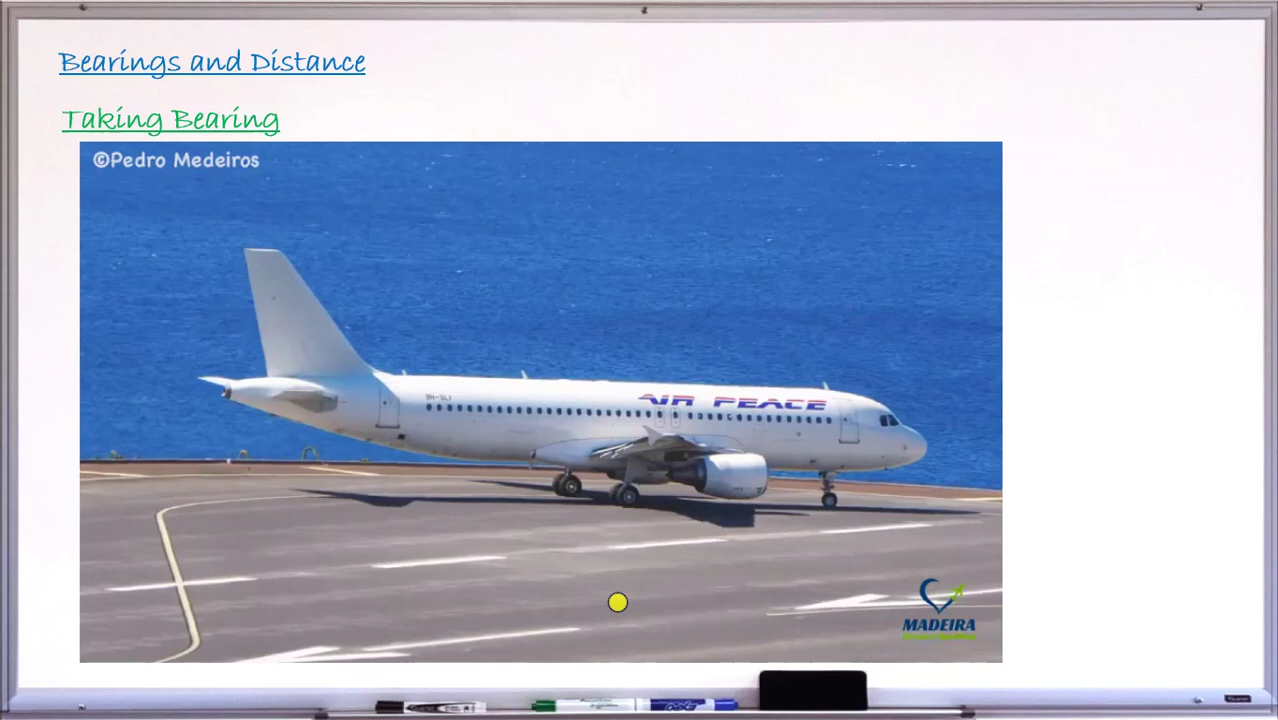 Bearings and Distance
Taking Bearing
©Pedro Medeiros
AIR PEACE
MADEIRA